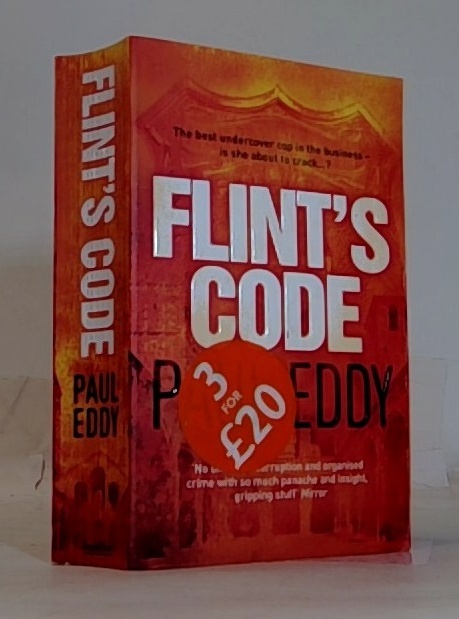 FLINT'S CODE
PAUL
EDDY
The best undercover cop in the business –
is she about to crack...?
FLINT'S
CODE
P EDDY
3
FOR
£20
'No corruption and organised
crime with so much panache and insight,
gripping stuff' Mirror